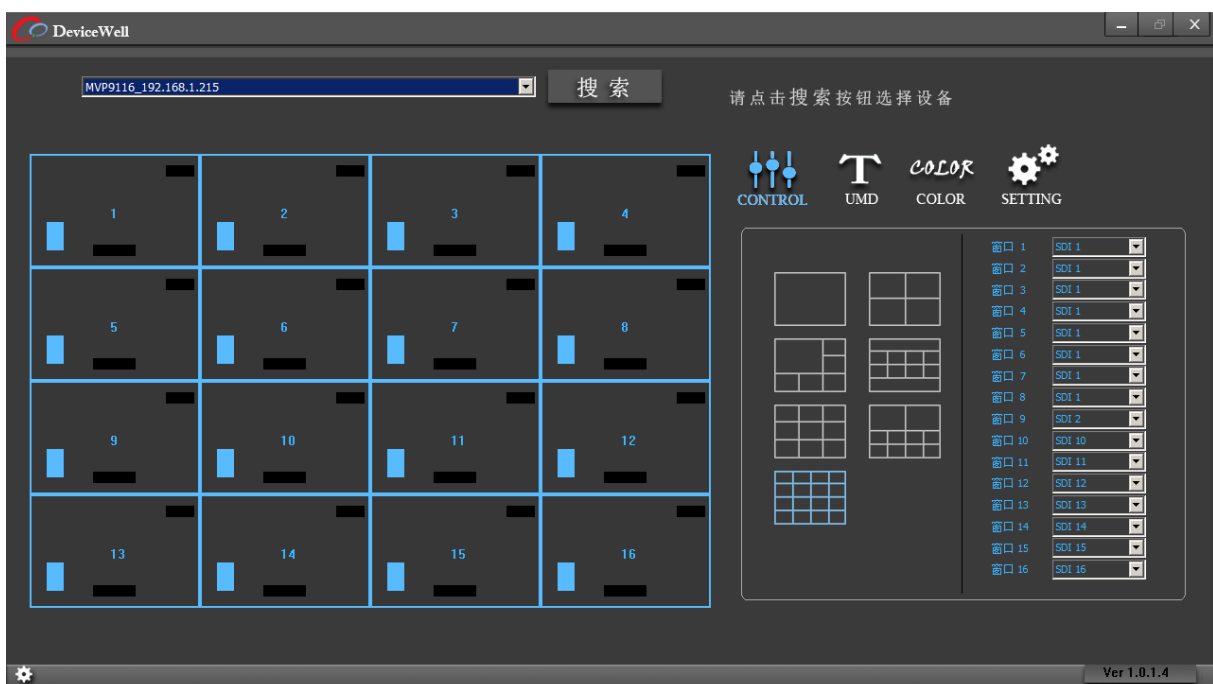 DeviceWell
MVP9116_192.168.1.215
搜索
请点击搜索按钮选择设备
1
2
3
4
5
6
7
8
9
10
11
12
13
14
15
16
CONTROL
T
UMD
COLOR
COLOR
SETTING
窗口 1 SDI 1
窗口 2 SDI 1
窗口 3 SDI 1
窗口 4 SDI 1
窗口 5 SDI 1
窗口 6 SDI 1
窗口 7 SDI 1
窗口 8 SDI 1
窗口 9 SDI 2
窗口 10 SDI 10
窗口 11 SDI 11
窗口 12 SDI 12
窗口 13 SDI 13
窗口 14 SDI 14
窗口 15 SDI 15
窗口 16 SDI 16
Ver 1.0.1.4